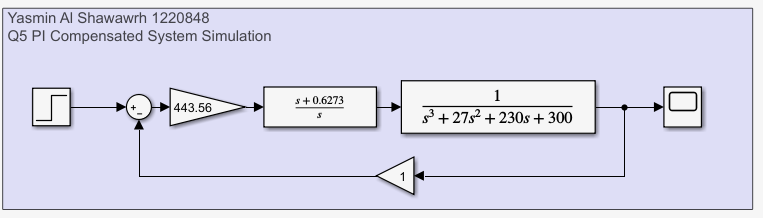 Yasmin Al Shawawrh 1220848
Q5 PI Compensated System Simulation
+
−
443.56
s + 0.6273
s
1
s³ + 27s² + 230s + 300
1